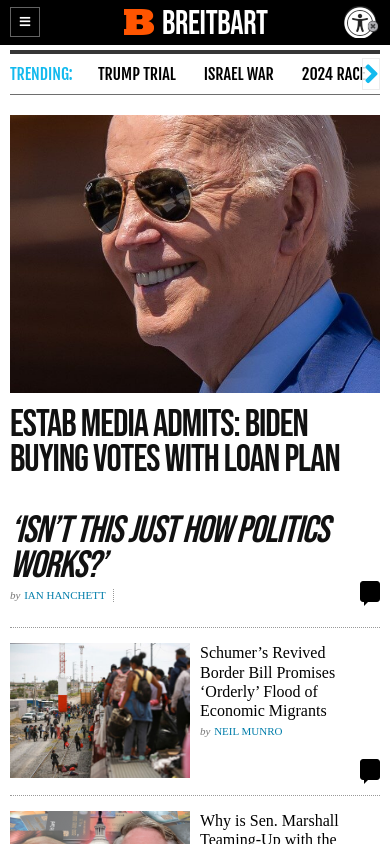 BREITBART
TRENDING:
TRUMP TRIAL
ISRAEL WAR
2024 RACE
ESTAB MEDIA ADMITS: BIDEN
BUYING VOTES WITH LOAN PLAN
‘ISN’T THIS JUST HOW POLITICS
WORKS?’
by IAN HANCHETT
Schumer’s Revived
Border Bill Promises
‘Orderly’ Flood of
Economic Migrants
by NEIL MUNRO
Why is Sen. Marshall
Teaming-Up with the